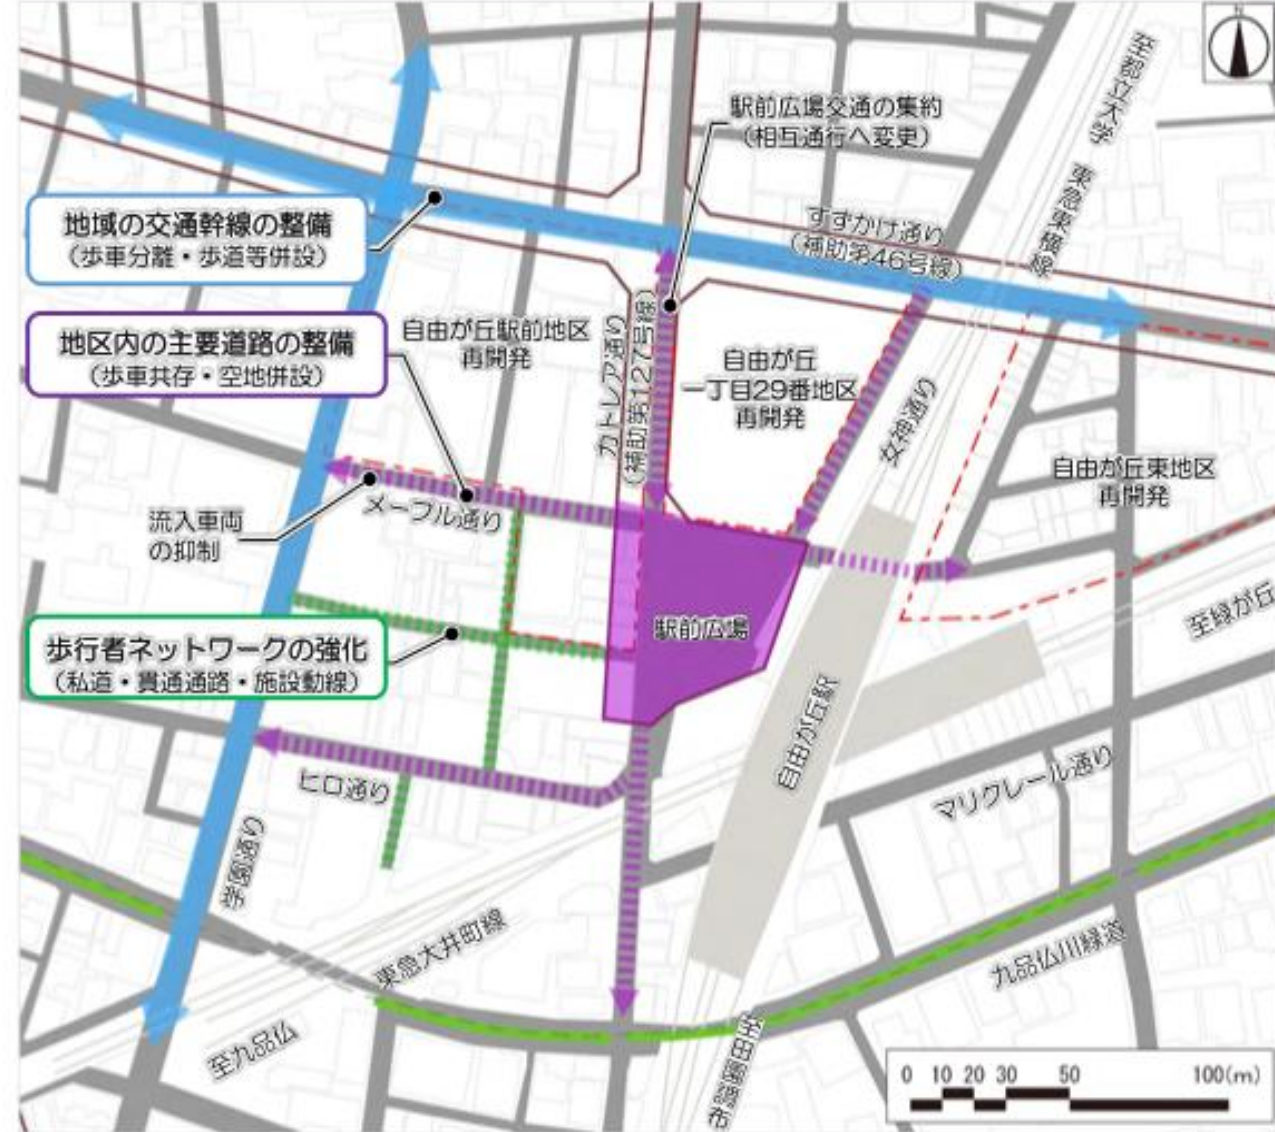 N
至都立大学
東急東横線
駅前広場交通の集約
（相互通行へ変更）
すずかけ通り
（補助第46号線）
地域の交通幹線の整備
（歩車分離・歩道等併設）
地区内の主要道路の整備
（歩車共存・空地併設）
自由が丘駅前地区
再開発
カトレア通り
（補助第127号線）
自由が丘
一丁目29番地区
再開発
女神通り
自由が丘東地区
再開発
メープル通り
流入車両
の抑制
歩行者ネットワークの強化
（私道・貫通通路・施設動線）
駅前広場
至緑が丘
自由が丘駅
ヒロ通り
マリクレール通り
学園通り
東急大井町線
九品仏川緑道
至九品仏
至田園調布
0 10 20 30 50 100(m)